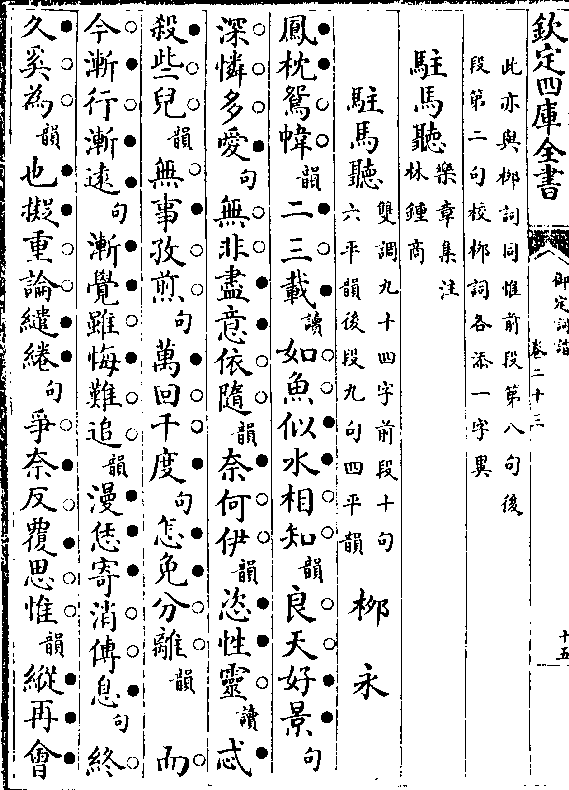 欽定四庫全書
御定詞譜
卷二十三
十五
此亦與栁詞同惟前段第八句後
段第二句校栁詞各添一字異
駐馬聽
樂章集注
林鍾商
駐馬聽
雙調九十四字前段十句
六平韻後段九句四平韻
栁永
鳳枕鴛幃韻二三載讀如魚似水相知韻良天好景句
深憐多愛句無非盡意依隨韻奈何伊韻恣性靈讀忒
殺些兒韻無事孜煎句萬回千度句怎免分離韻而
今漸行漸遠句漸覺雖悔難追韻漫恁寄消傳息句終
久奚為韻也擬重論繾綣句爭奈反覆思惟韻縱再會